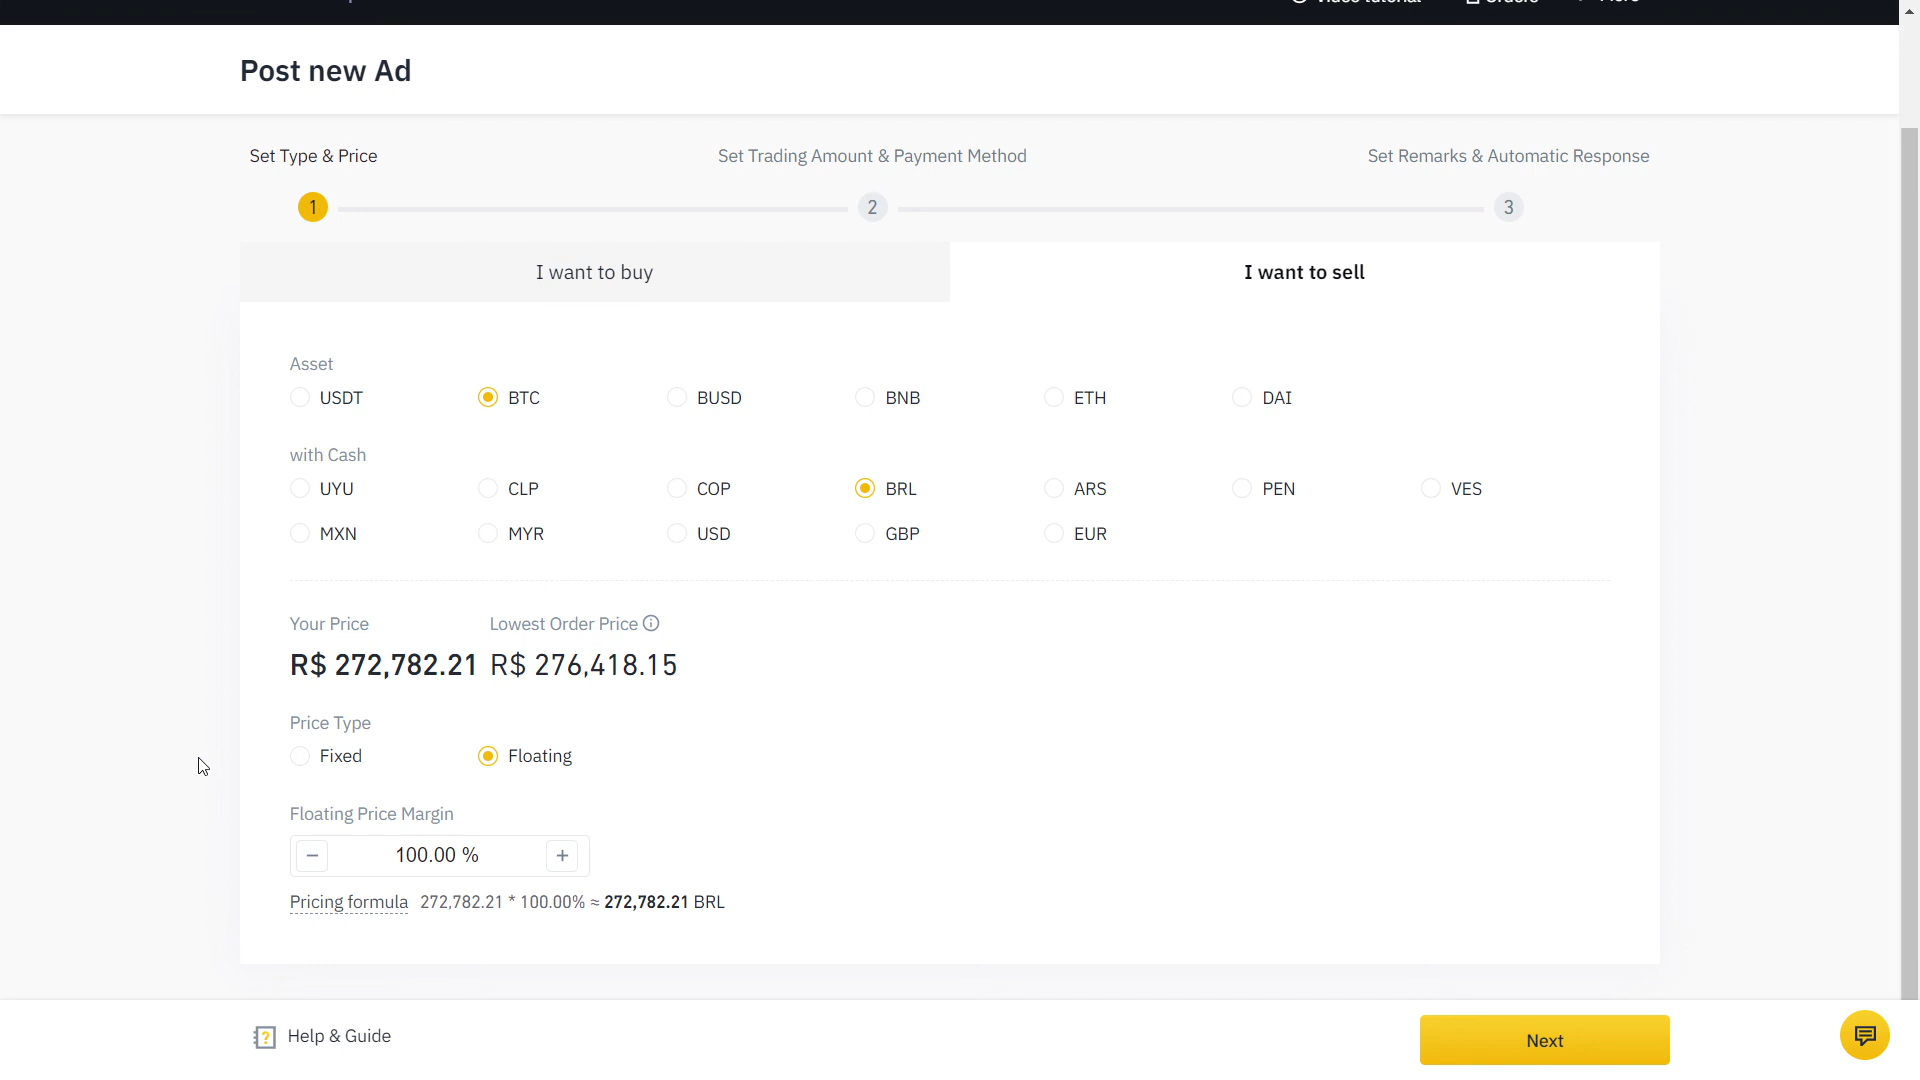 Post new Ad
Set Type & Price
Set Trading Amount & Payment Method
Set Remarks & Automatic Response
1
2
3
I want to buy
I want to sell
Asset
USDT BTC BUSD BNB ETH DAI
with Cash
UYU CLP COP BRL ARS PEN VES
MXN MYR USD GBP EUR
Your Price Lowest Order Price
R$ 272,782.21 R$ 276,418.15
Price Type
Fixed Floating
Floating Price Margin
− 100.00 % +
Pricing formula 272,782.21 * 100.00% ≈ 272,782.21 BRL
Help & Guide
Next